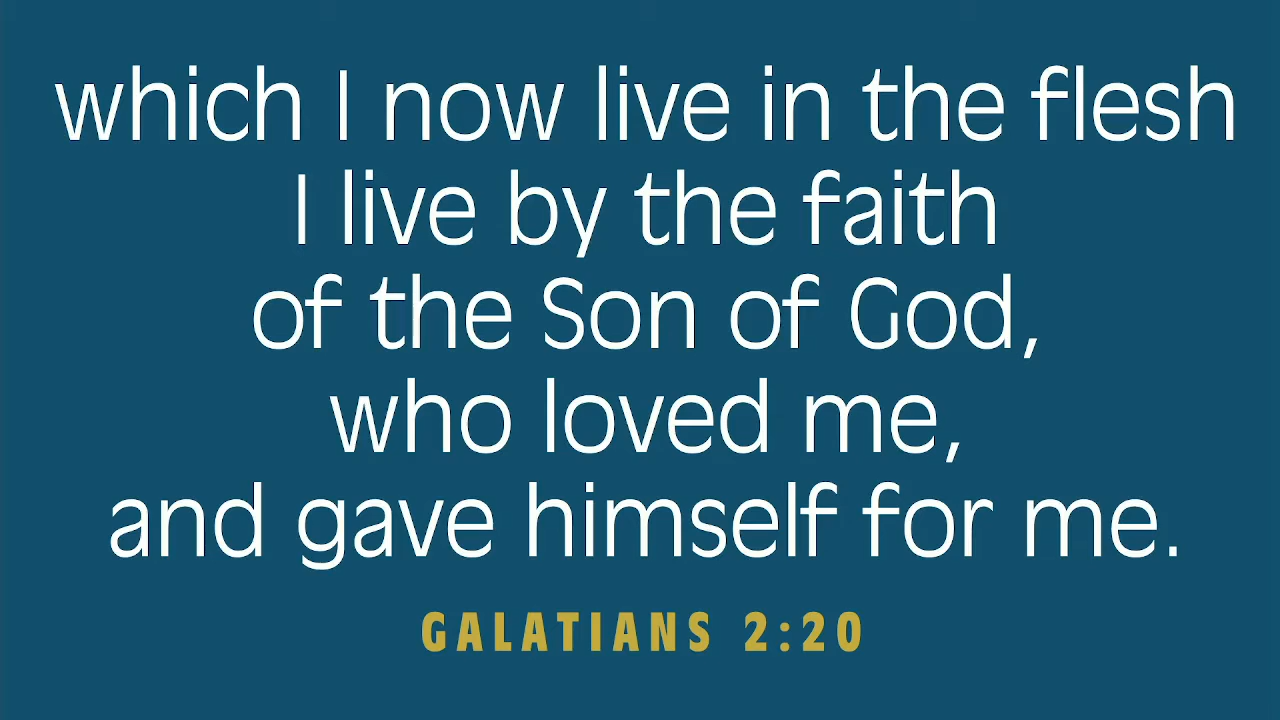 which I now live in the flesh
I live by the faith
of the Son of God,
who loved me,
and gave himself for me.
GALATIANS 2:20